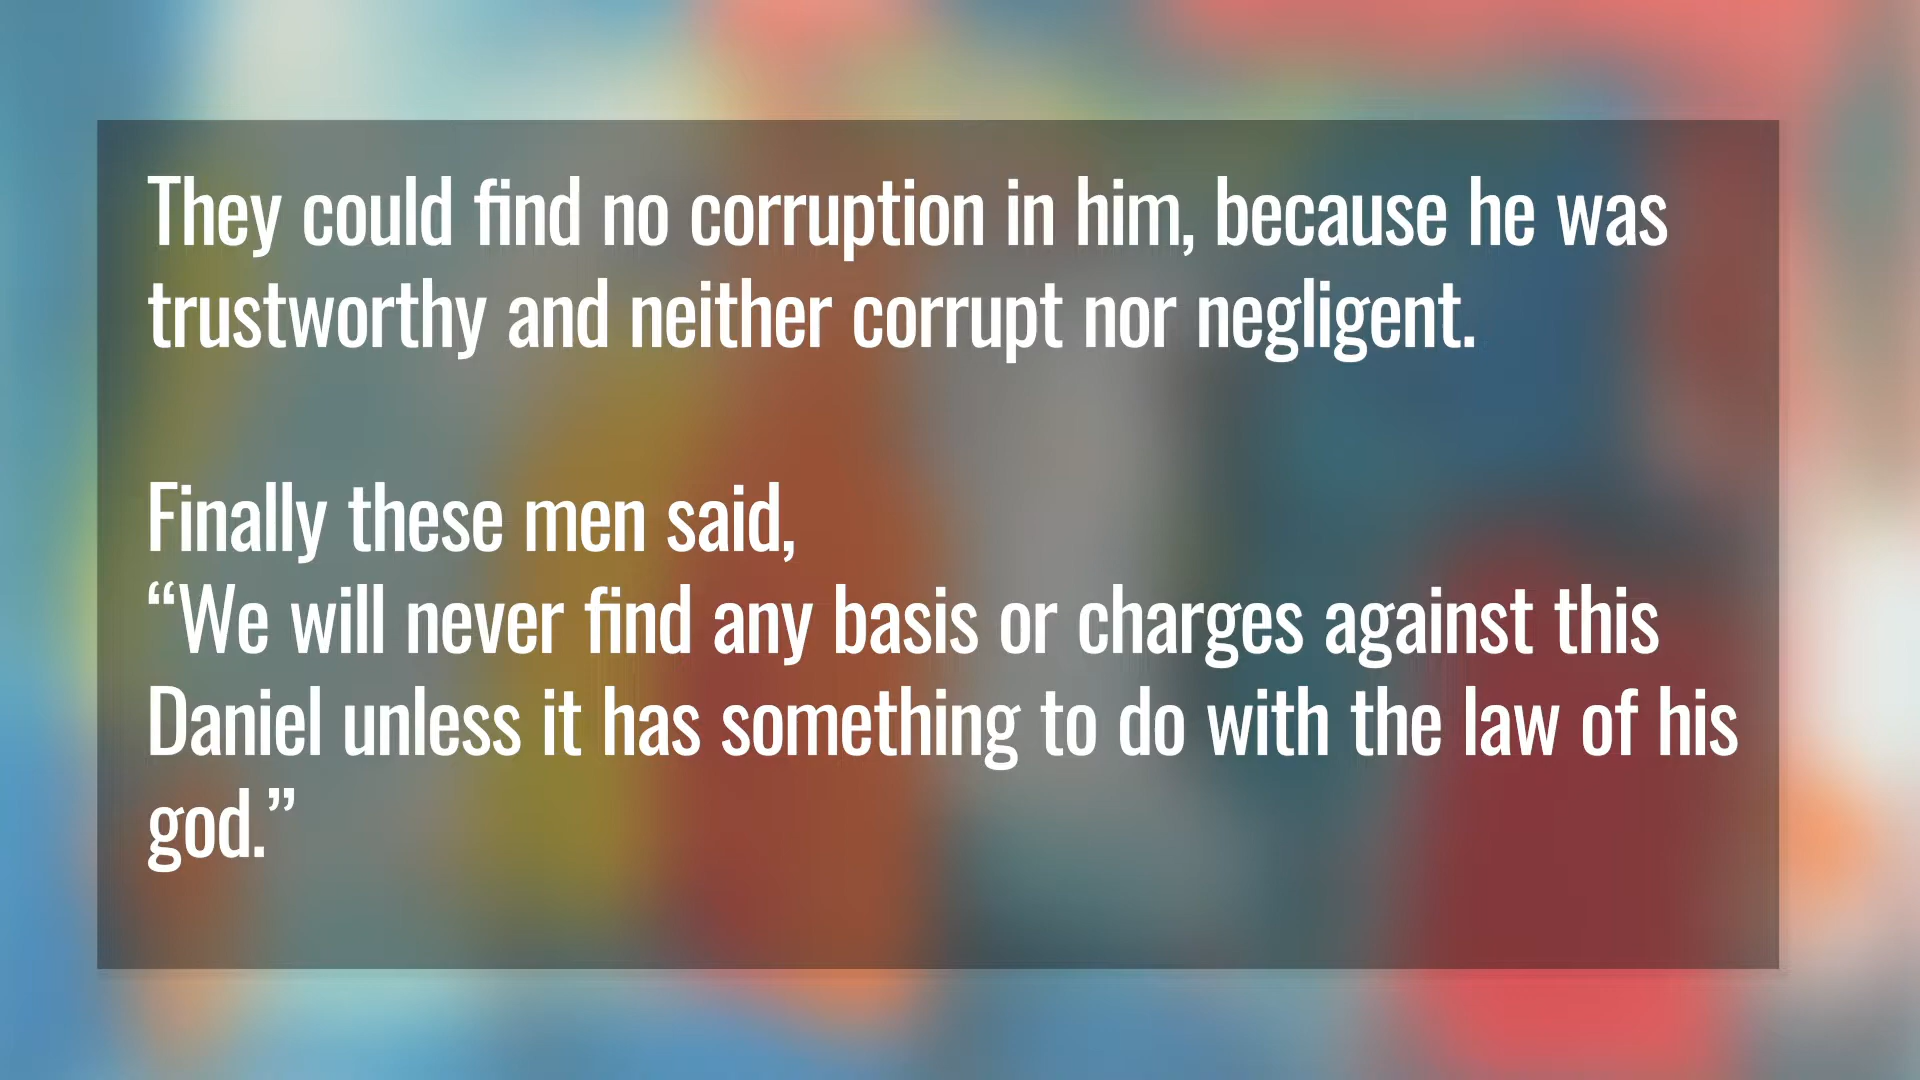 They could find no corruption in him, because he was
trustworthy and neither corrupt nor negligent.
Finally these men said,
“We will never find any basis or charges against this
Daniel unless it has something to do with the law of his
god.”